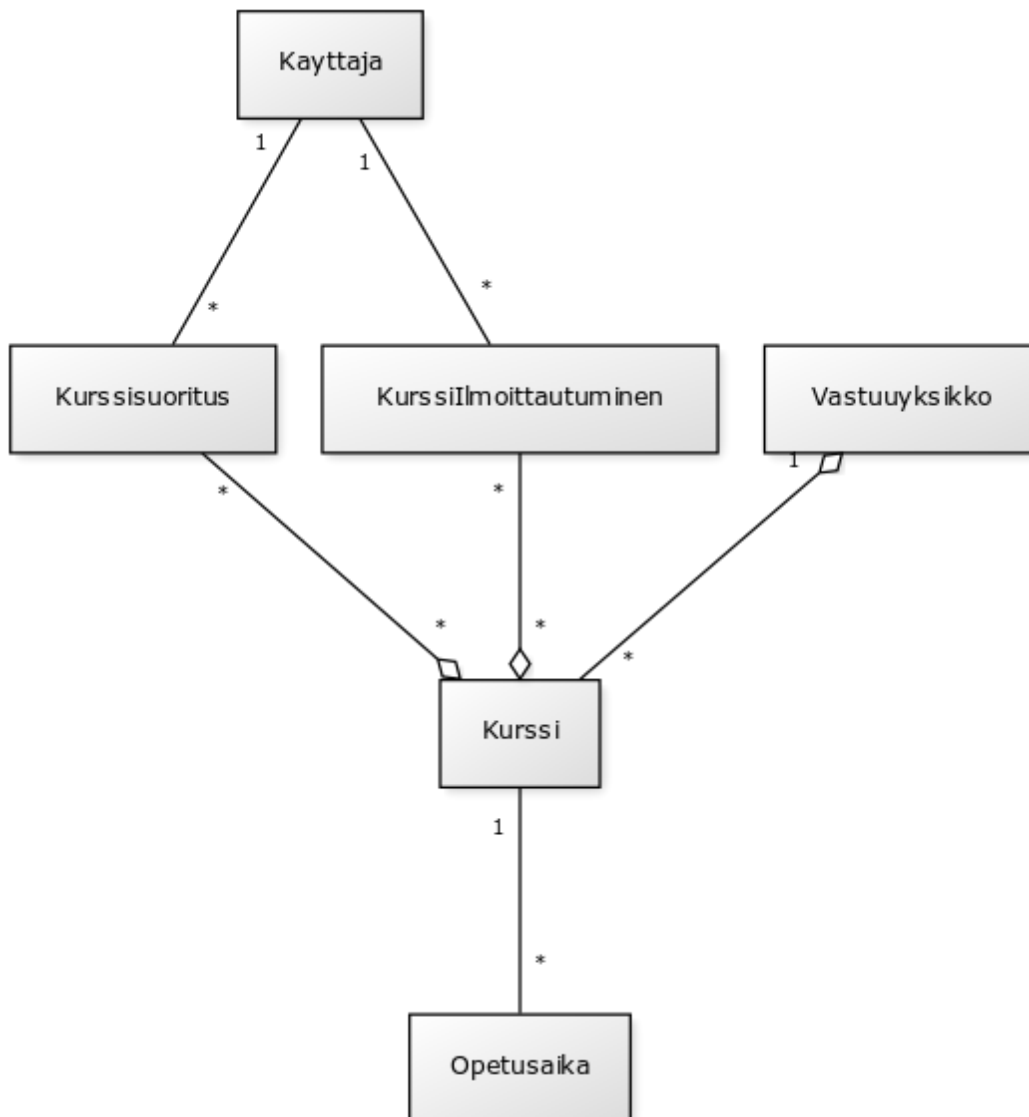 Kayttaja
1
1
*
*
Kurssisuoritus
KurssiIlmoittautuminen
Vastuuyksikko
*
*
1
*
*
*
Kurssi
1
*
Opetusaika